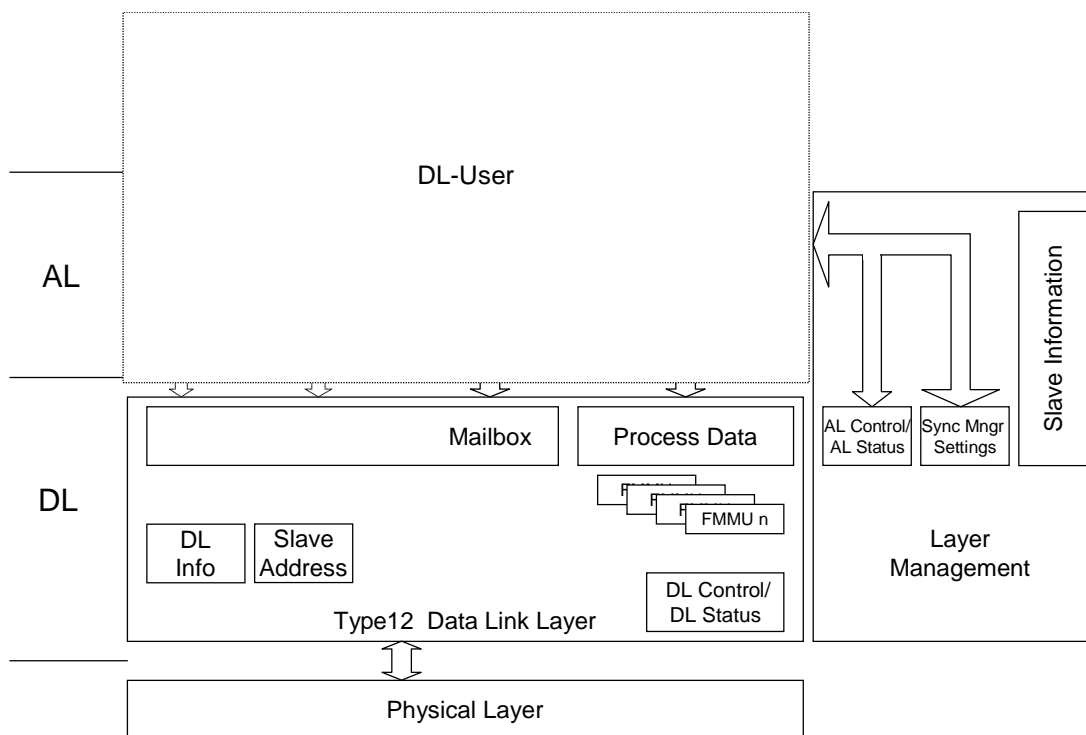 DL-User
AL
Slave Information
AL Control/
AL Status
Sync Mngr
Settings
Mailbox
Process Data
DL
FMMU n
DL
Info
Slave
Address
Layer
Management
DL Control/
DL Status
Type12 Data Link Layer
Physical Layer